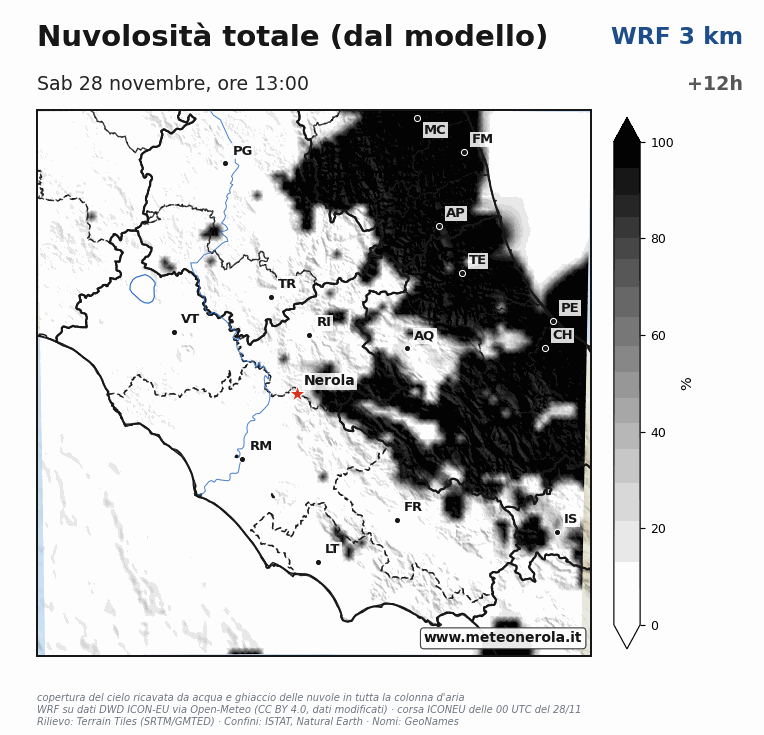 Nuvolosità totale (dal modello)
WRF 3 km
Sab 28 novembre, ore 13:00
+12h
MC
FM
PG
AP
TE
TR
PE
VT
RI
AQ
CH
Nerola
RM
FR
IS
LT
www.meteonerola.it
100
80
60
40
20
0
%
copertura del cielo ricavata da acqua e ghiaccio delle nuvole in tutta la colonna d'aria
WRF su dati DWD ICON-EU via Open-Meteo (CC BY 4.0, dati modificati) · corsa ICONEU delle 00 UTC del 28/11
Rilievo: Terrain Tiles (SRTM/GMTED) · Confini: ISTAT, Natural Earth · Nomi: GeoNames